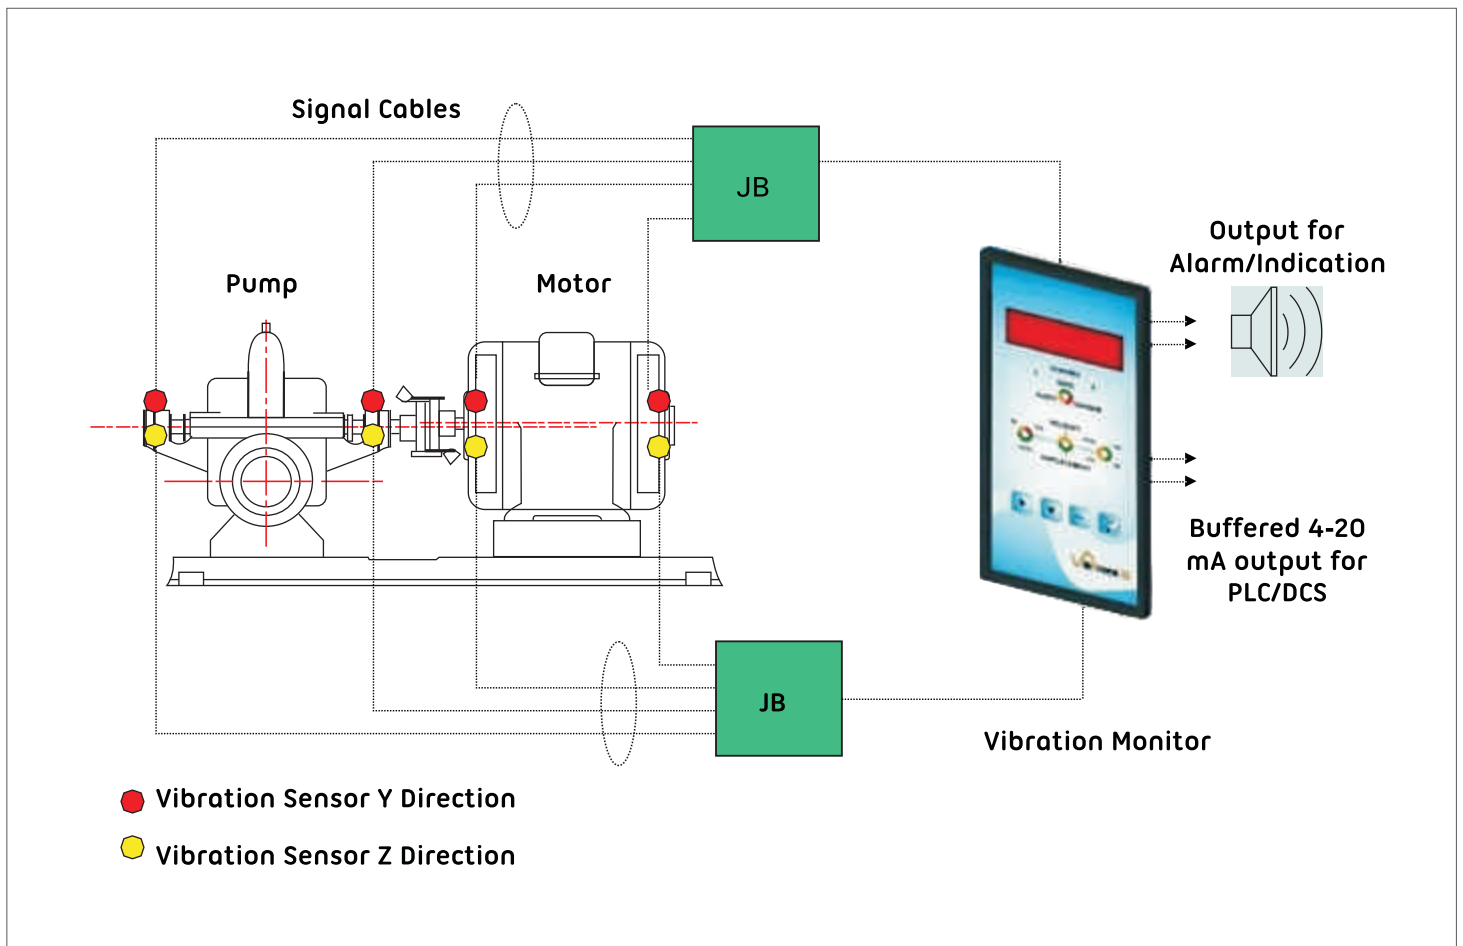 Signal Cables
JB
Output for
Alarm/Indication
Pump
Motor
Buffered 4-20
mA output for
PLC/DCS
JB
Vibration Monitor
Vibration Sensor Y Direction
Vibration Sensor Z Direction